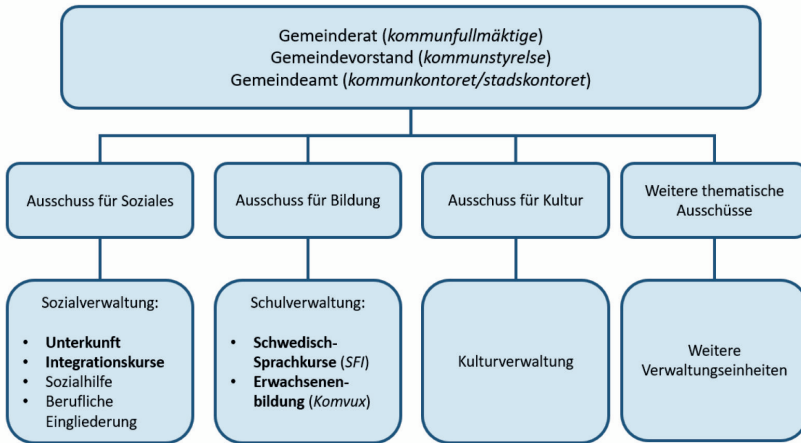 Gemeinderat (kommunfullmäktige)
Gemeindevorstand (kommunstyrelse)
Gemeindeamt (kommunkontoret/stadskontoret)
Ausschuss für Soziales
Ausschuss für Bildung
Ausschuss für Kultur
Weitere thematische
Ausschüsse
Sozialverwaltung:
• Unterkunft
• Integrationskurse
• Sozialhilfe
• Berufliche
Eingliederung
Schulverwaltung:
• Schwedisch-
Sprachkurse (SFI)
• Erwachsenen-
bildung (Komvux)
Kulturverwaltung
Weitere
Verwaltungseinheiten